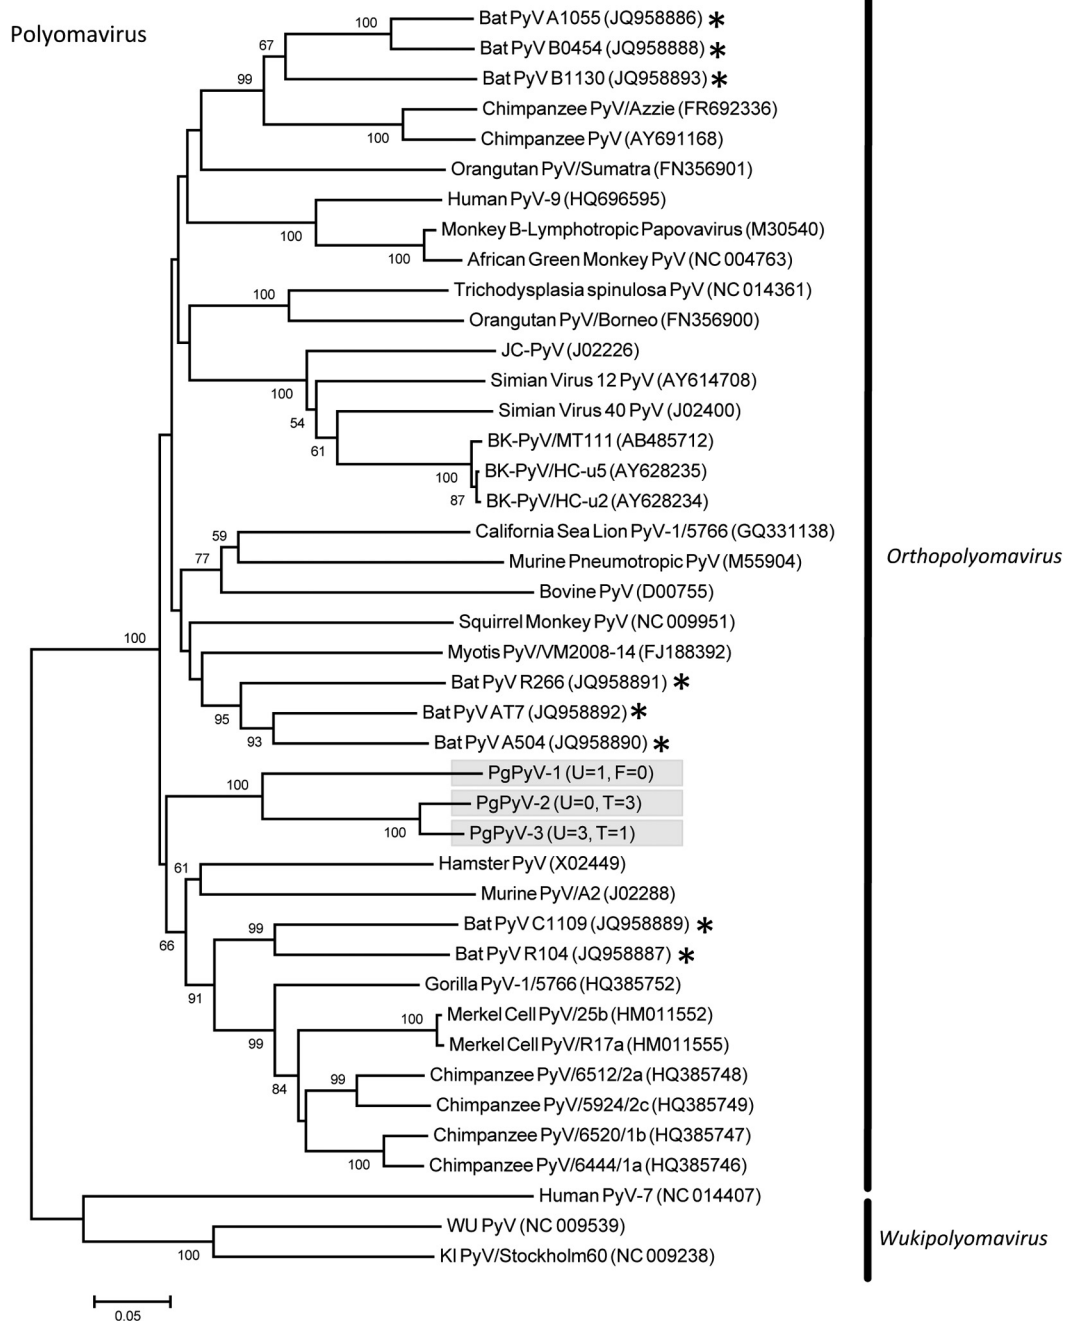 Polyomavirus
100
Bat PyV A1055 (JQ958886) *
67
Bat PyV B0454 (JQ958888) *
99
Bat PyV B1130 (JQ958893) *
Chimpanzee PyV/Azzie (FR692336)
100
Chimpanzee PyV (AY691168)
Orangutan PyV/Sumatra (FN356901)
Human PyV-9 (HQ696595)
100
Monkey B-Lymphotropic Papovavirus (M30540)
100
African Green Monkey PyV (NC 004763)
100
Trichodysplasia spinulosa PyV (NC 014361)
Orangutan PyV/Borneo (FN356900)
JC-PyV (J02226)
100
Simian Virus 12 PyV (AY614708)
54
Simian Virus 40 PyV (J02400)
61
BK-PyV/MT111 (AB485712)
100
BK-PyV/HC-u5 (AY628235)
87
BK-PyV/HC-u2 (AY628234)
59
California Sea Lion PyV-1/5766 (GQ331138)
77
Murine Pneumotropic PyV (M55904)
Orthopolyomavirus
Bovine PyV (D00755)
Squirrel Monkey PyV (NC 009951)
100
Myotis PyV/VM2008-14 (FJ188392)
Bat PyV R266 (JQ958891) *
95
Bat PyV AT7 (JQ958892) *
93
Bat PyV A504 (JQ958890) *
100
PgPyV-1 (U=1, F=0)
PgPyV-2 (U=0, T=3)
100
PgPyV-3 (U=3, T=1)
61
Hamster PyV (X02449)
Murine PyV/A2 (J02288)
99
Bat PyV C1109 (JQ958889) *
66
Bat PyV R104 (JQ958887) *
91
Gorilla PyV-1/5766 (HQ385752)
100
Merkel Cell PyV/25b (HM011552)
99
Merkel Cell PyV/R17a (HM011555)
99
Chimpanzee PyV/6512/2a (HQ385748)
84
Chimpanzee PyV/5924/2c (HQ385749)
Chimpanzee PyV/6520/1b (HQ385747)
100
Chimpanzee PyV/6444/1a (HQ385746)
Human PyV-7 (NC 014407)
WU PyV (NC 009539)
Wukipolyomavirus
100
KI PyV/Stockholm60 (NC 009238)
0.05